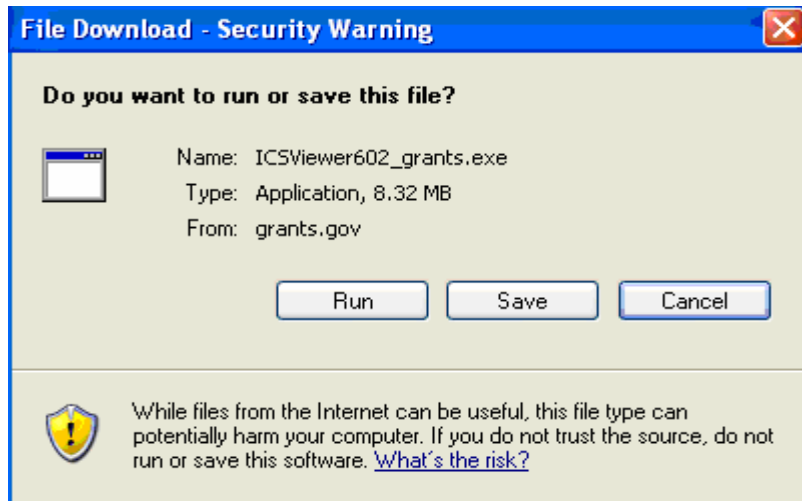 File Download - Security Warning
Do you want to run or save this file?
Name: ICSViewer602_grants.exe
Type: Application, 8.32 MB
From: grants.gov
Run Save Cancel
While files from the Internet can be useful, this file type can
potentially harm your computer. If you do not trust the source, do not
run or save this software. What's the risk?